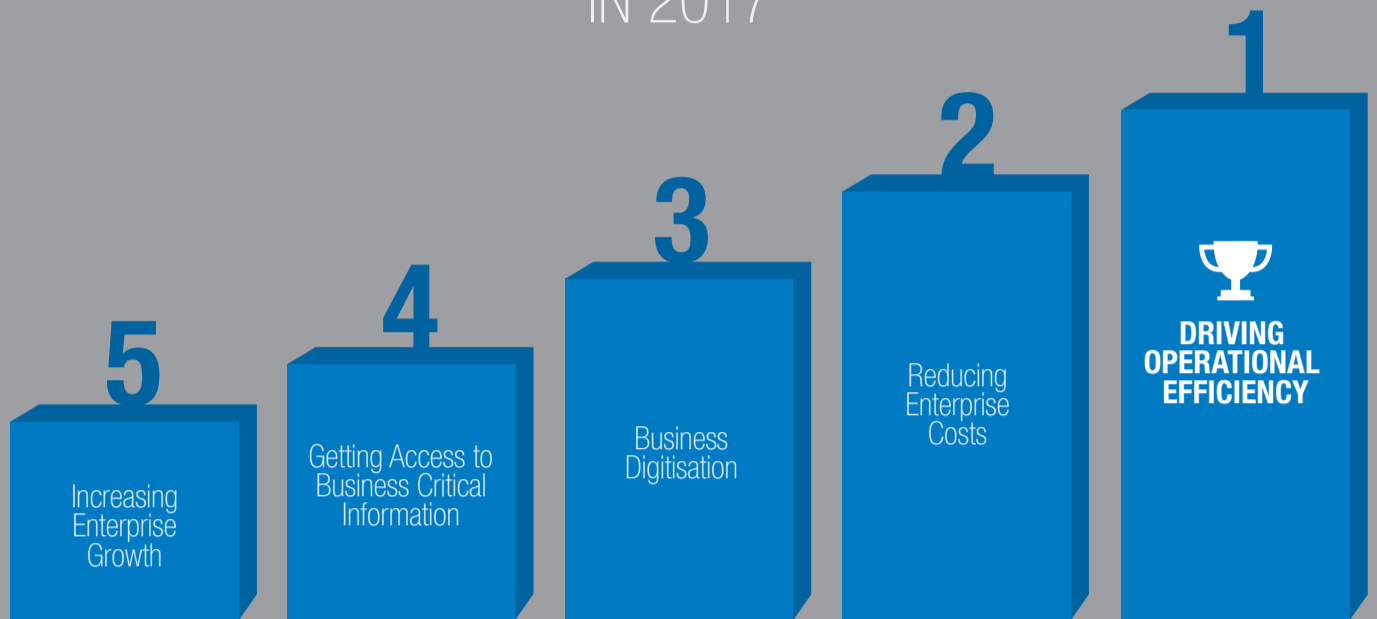 IN 2017
5
Increasing
Enterprise
Growth
4
Getting Access to
Business Critical
Information
3
Business
Digitisation
2
Reducing
Enterprise
Costs
1
DRIVING
OPERATIONAL
EFFICIENCY